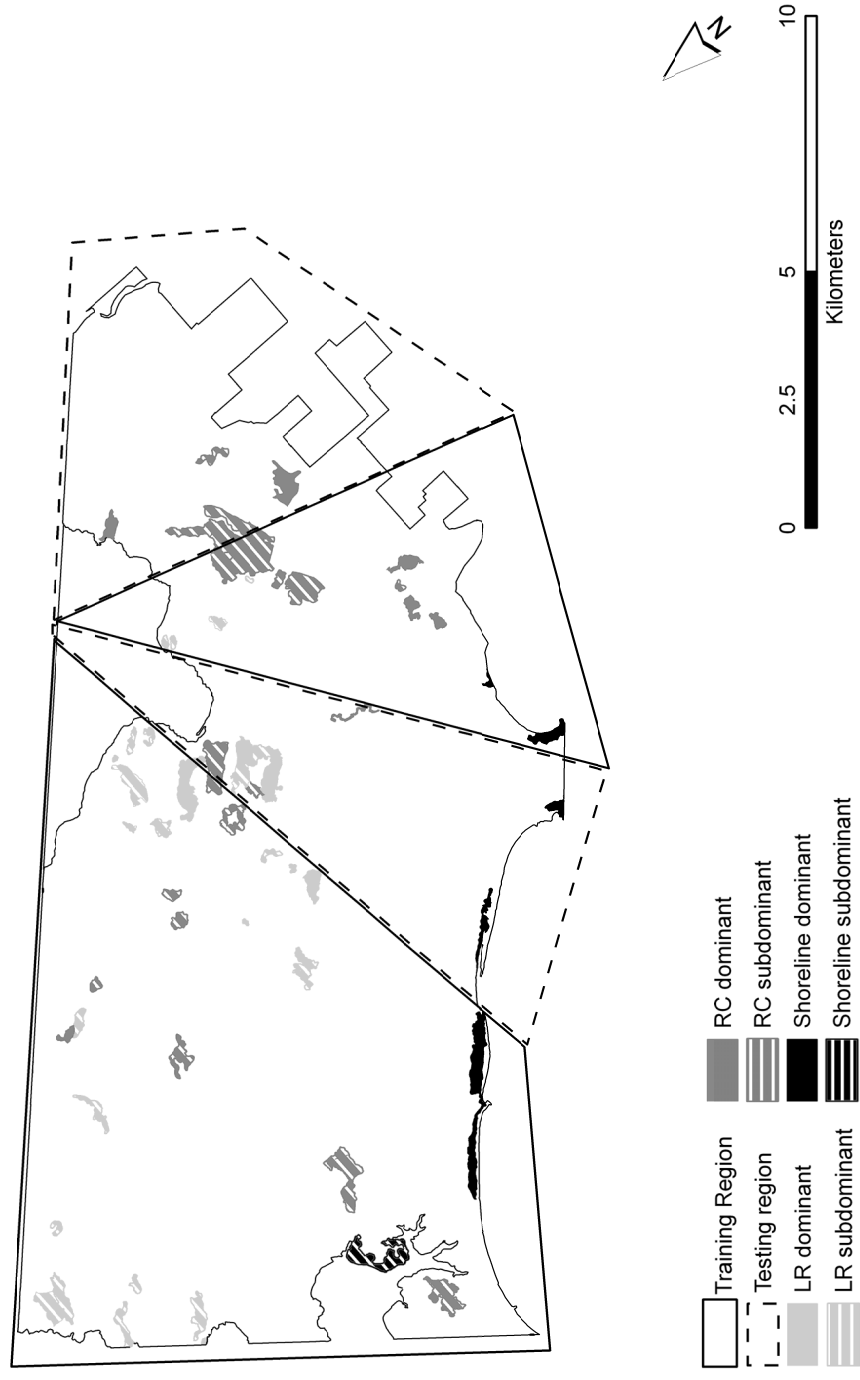 N
10
5
2.5
0
Kilometers
Training Region
Testing region
LR dominant
LR subdominant
RC dominant
RC subdominant
Shoreline dominant
Shoreline subdominant